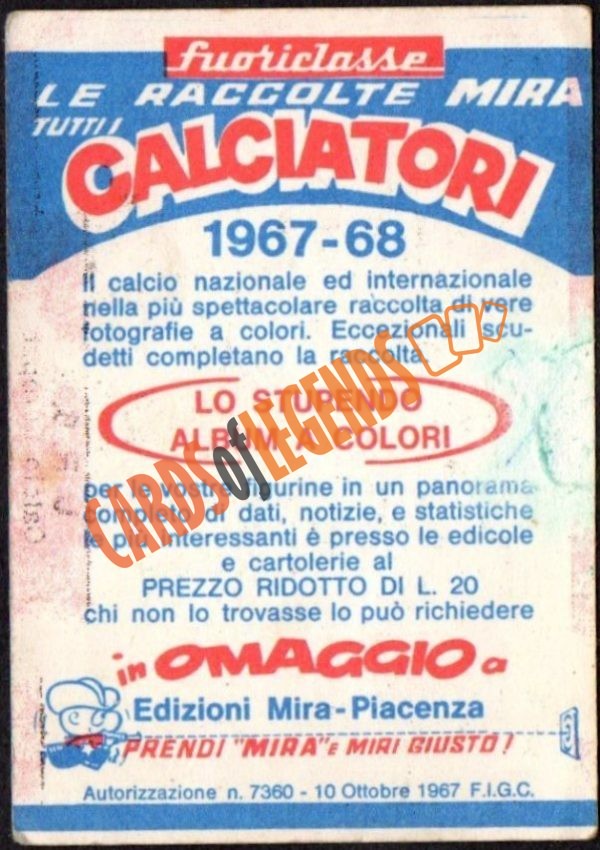 fuoriclasse
LE RACCOLTE MIRA
TUTTI I
CALCIATORI
1967-68
Il calcio nazionale ed internazionale
nella più spettacolare raccolta di vere
fotografie a colori. Eccezionali scu-
detti completano la raccolta.
LO STUPENDO
ALBUM A COLORI
CARDS of LEGENDS
per le vostre figurine in un panorama
completo di dati, notizie, e statistiche
le più interessanti è presso le edicole
e cartolerie al
PREZZO RIDOTTO DI L. 20
chi non lo trovasse lo può richiedere
in OMAGGIO a
Edizioni Mira-Piacenza
PRENDI "MIRA" E MIRI GIUSTO!
Autorizzazione n. 7360 - 10 Ottobre 1967 F.I.G.C.